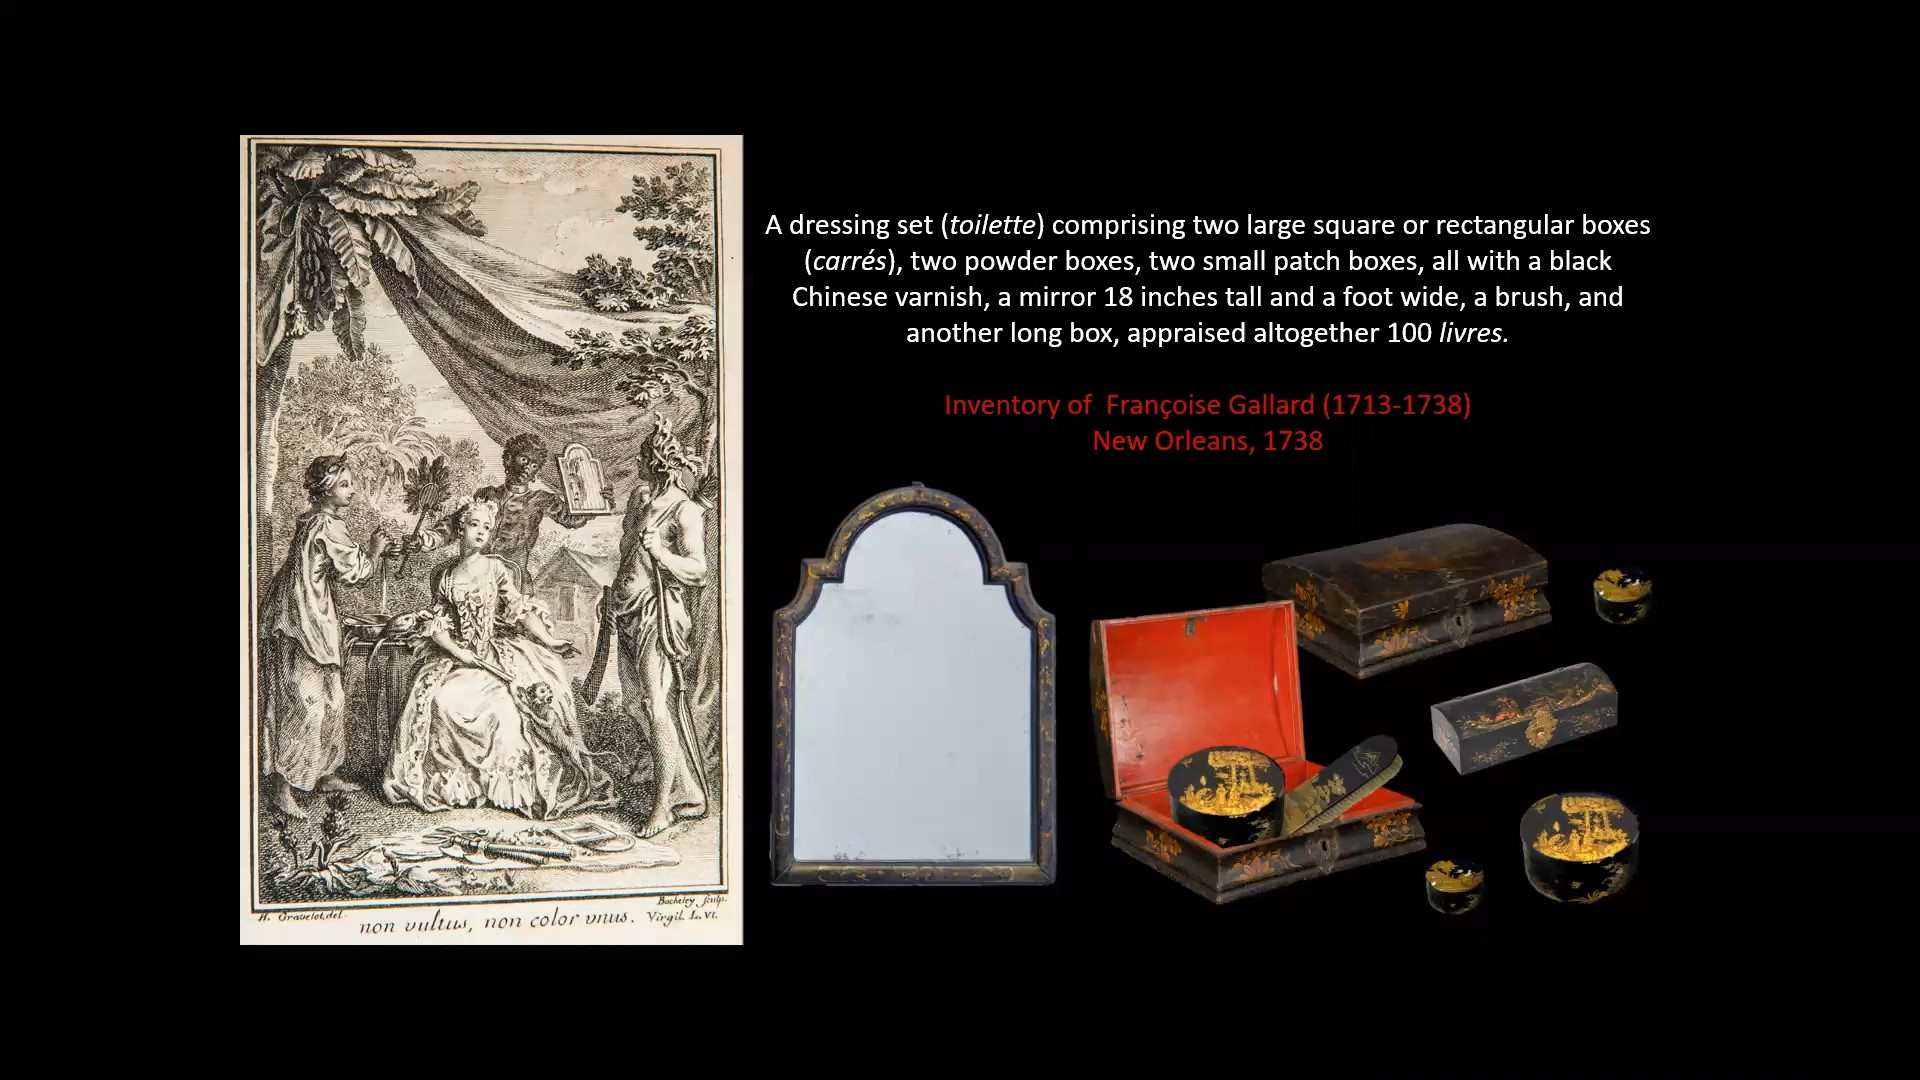 A dressing set (toilette) comprising two large square or rectangular boxes
(carrés), two powder boxes, two small patch boxes, all with a black
Chinese varnish, a mirror 18 inches tall and a foot wide, a brush, and
another long box, appraised altogether 100 livres.
Inventory of Françoise Gallard (1713-1738)
New Orleans, 1738
H. Gravelot, del.
Bacheley Sculp.
non vultus, non color vnus. Virgil. L. VI.